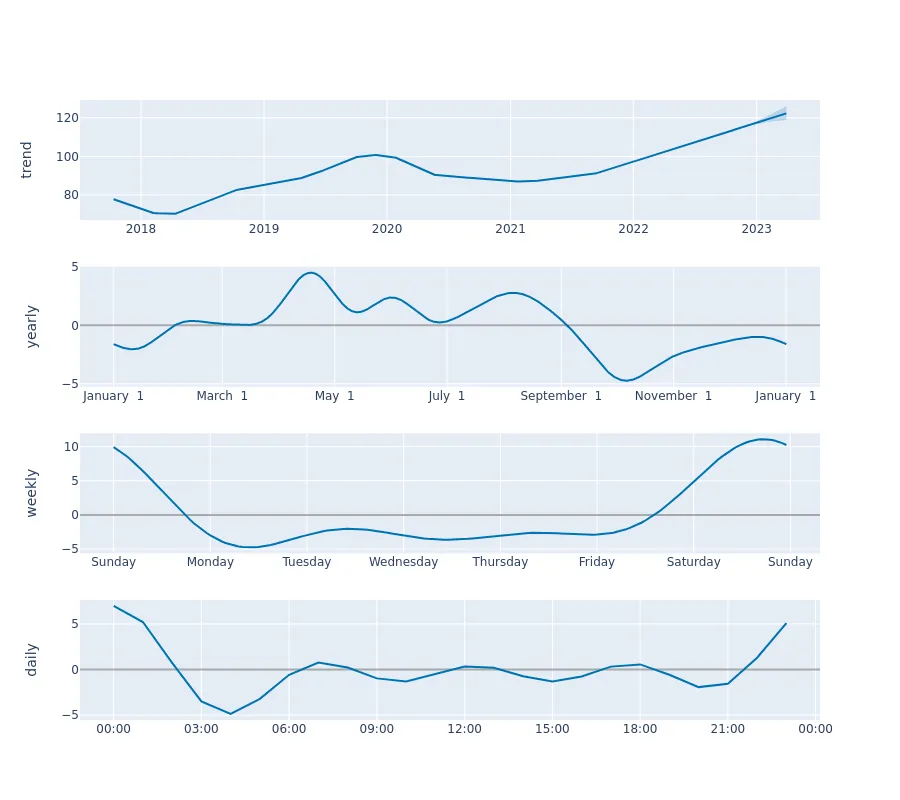 trend
120
100
80
2018 2019 2020 2021 2022 2023
yearly
5
0
−5
January 1 March 1 May 1 July 1 September 1 November 1 January 1
weekly
10
5
0
−5
Sunday Monday Tuesday Wednesday Thursday Friday Saturday Sunday
daily
5
0
−5
00:00 03:00 06:00 09:00 12:00 15:00 18:00 21:00 00:00